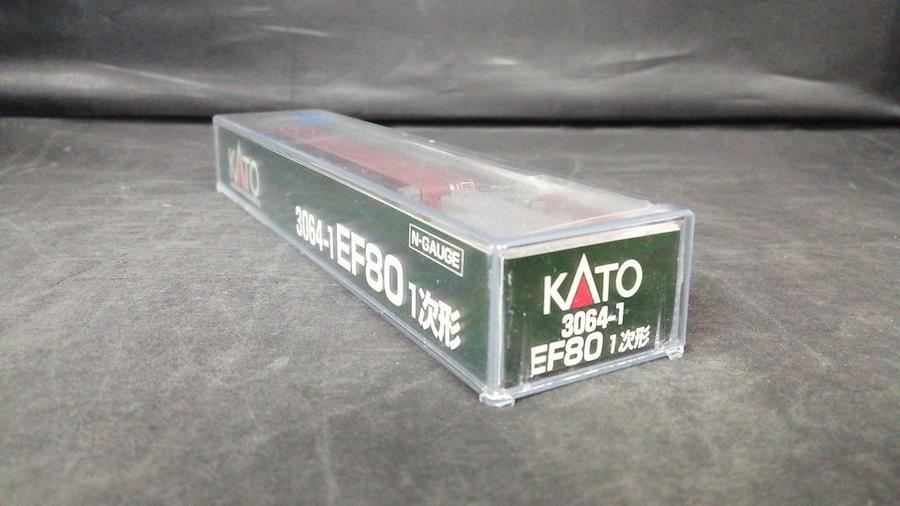 KATO
3064-1 EF80 1次形
N-GAUGE
KATO
3064-1
EF80 1次形